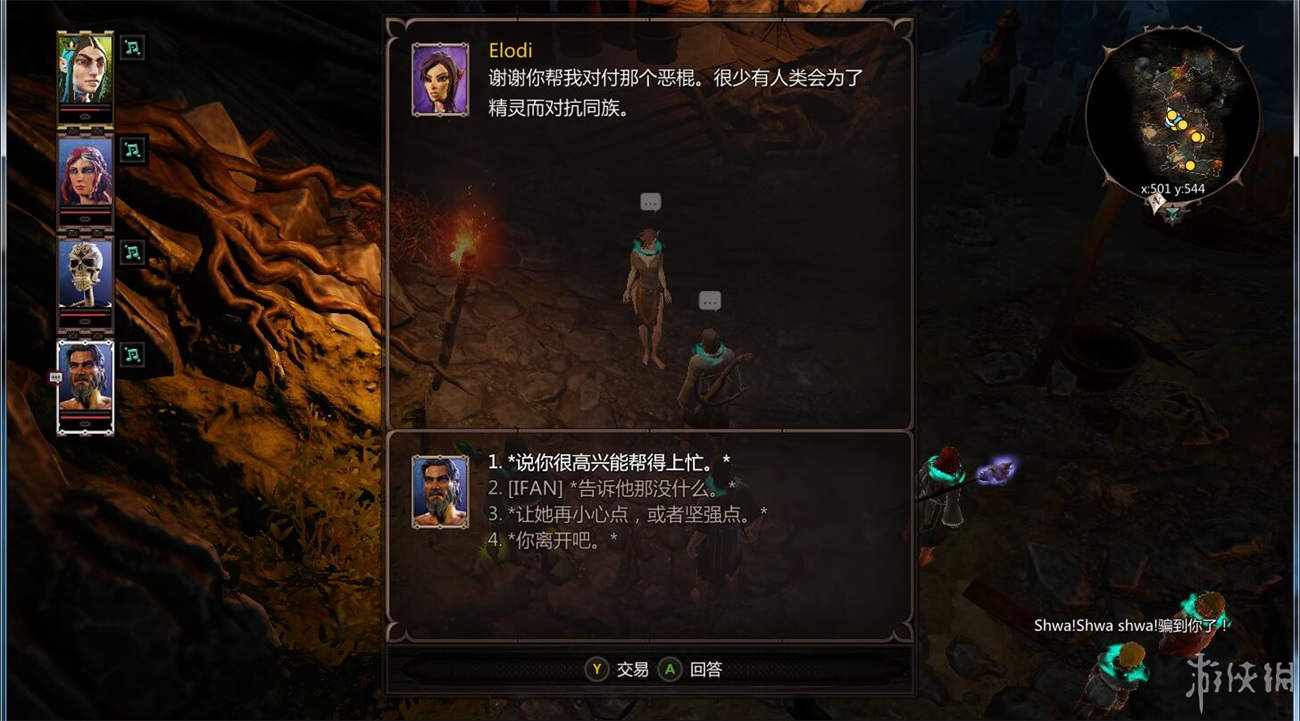 Elodi
谢谢你帮我对付那个恶棍。很少有人类会为了
精灵而对抗同族。
x:501 y:544
1. *说你很高兴能帮得上忙。*
2. [IFAN] *告诉他那没什么。*
3. *让她再小心点，或者坚强点。*
4. *你离开吧。*
Shwa!Shwa shwa!骗到你了！
Y 交易 A 回答
游侠网